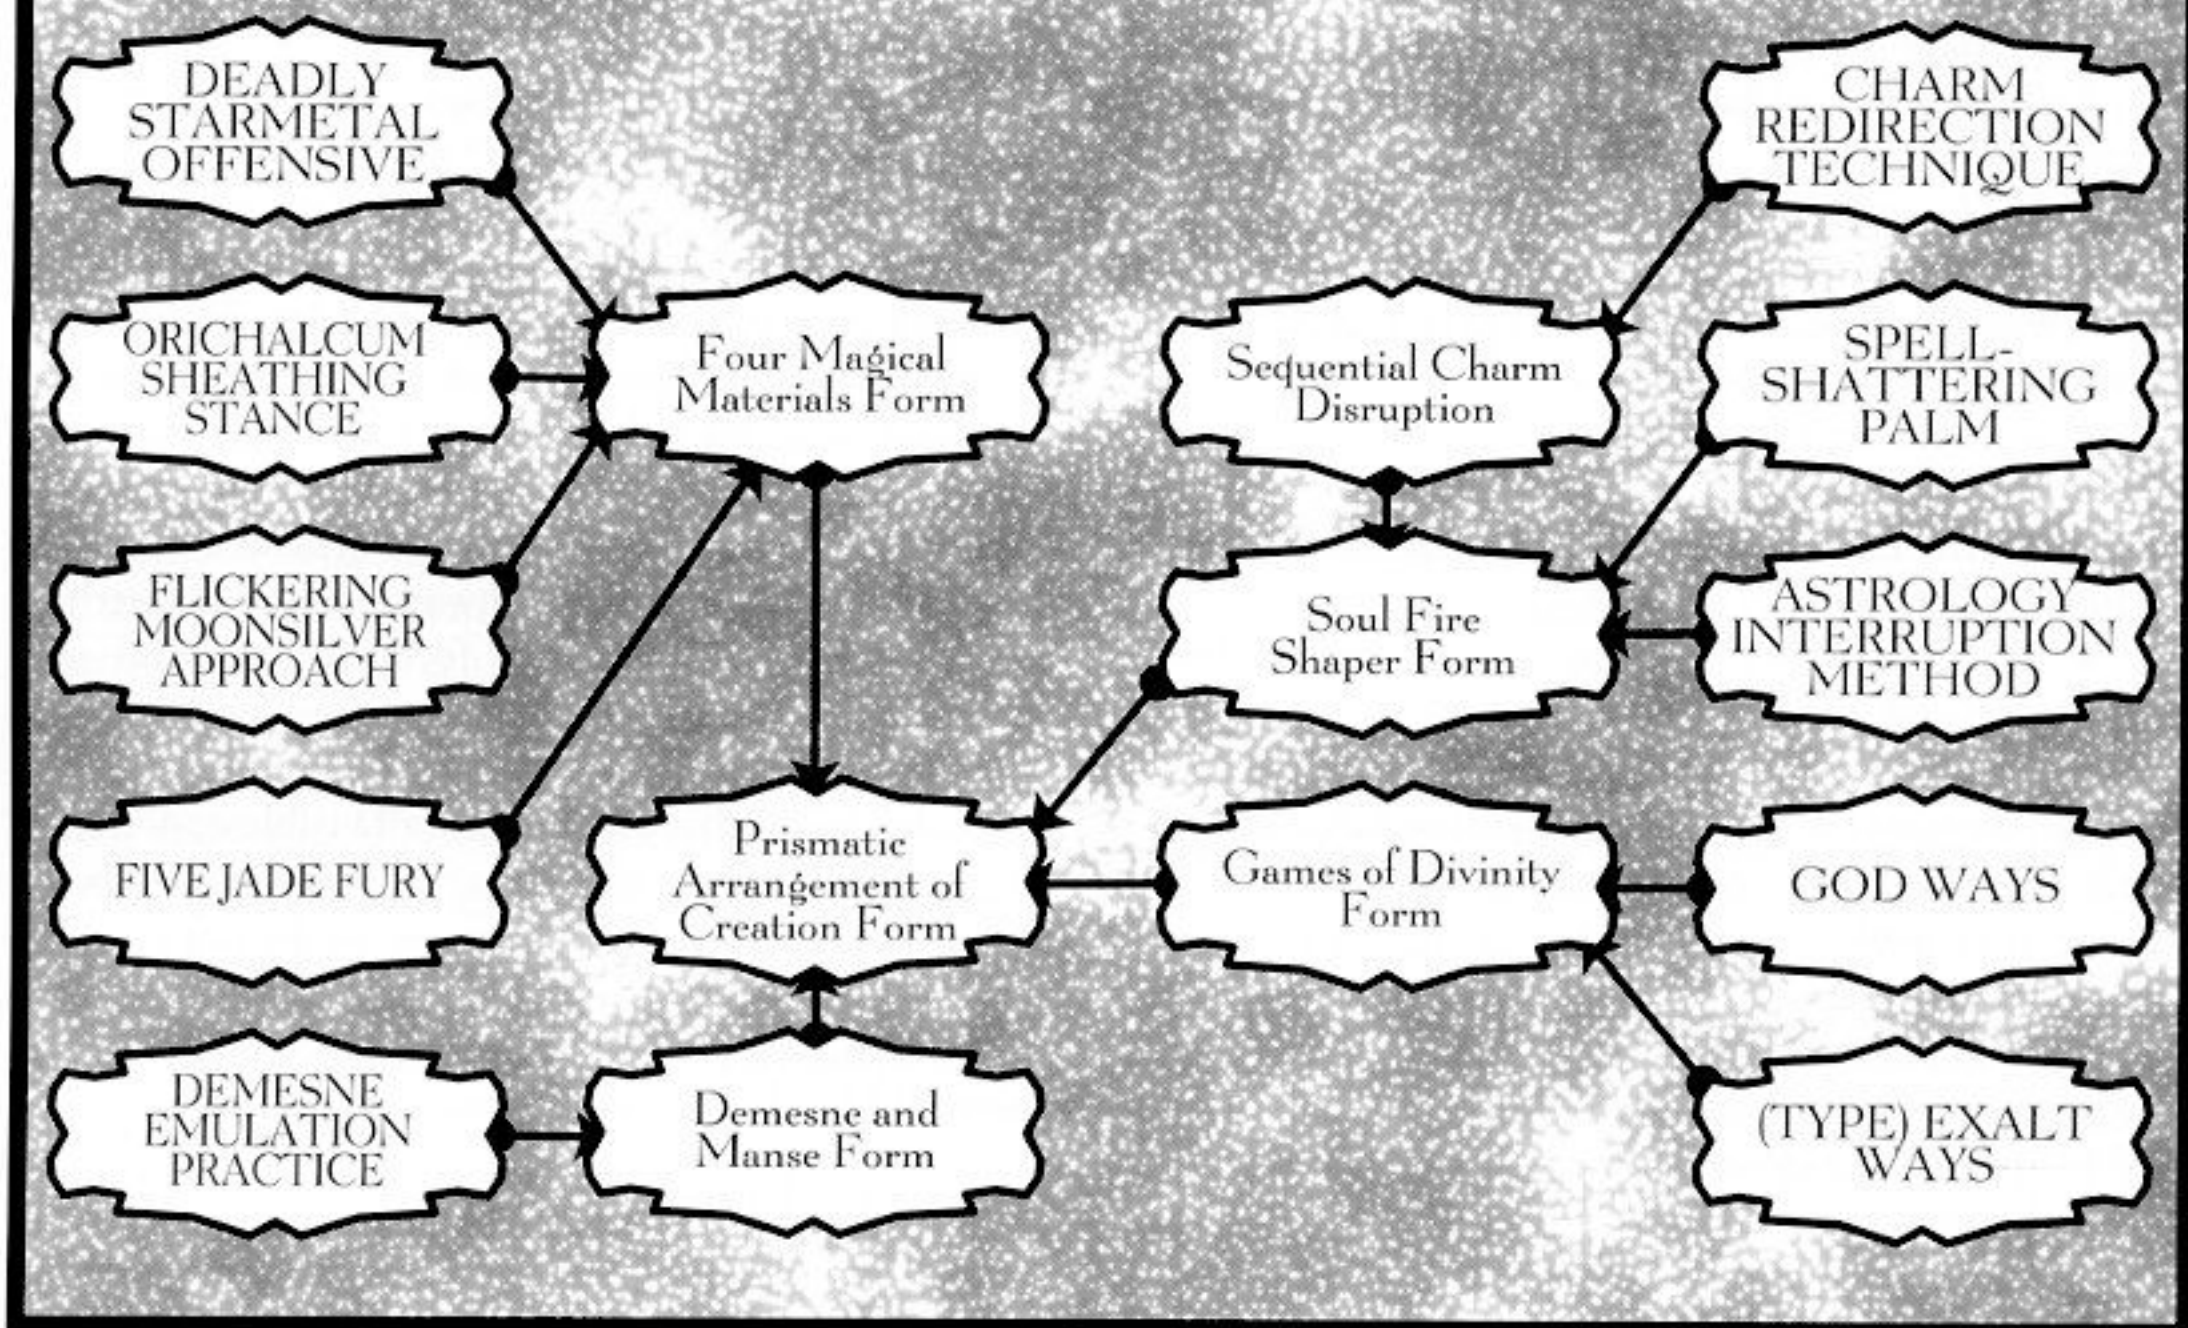 DEADLY
STARMETAL
OFFENSIVE
CHARM
REDIRECTION
TECHNIQUE
ORICHALCUM
SHEATHING
STANCE
Four Magical
Materials Form
Sequential Charm
Disruption
SPELL-
SHATTERING
PALM
FLICKERING
MOONSILVER
APPROACH
Soul Fire
Shaper Form
ASTROLOGY
INTERRUPTION
METHOD
FIVE JADE FURY
Prismatic
Arrangement of
Creation Form
Games of Divinity
Form
GOD WAYS
DEMESNE
EMULATION
PRACTICE
Demesne and
Manse Form
(TYPE) EXALT
WAYS